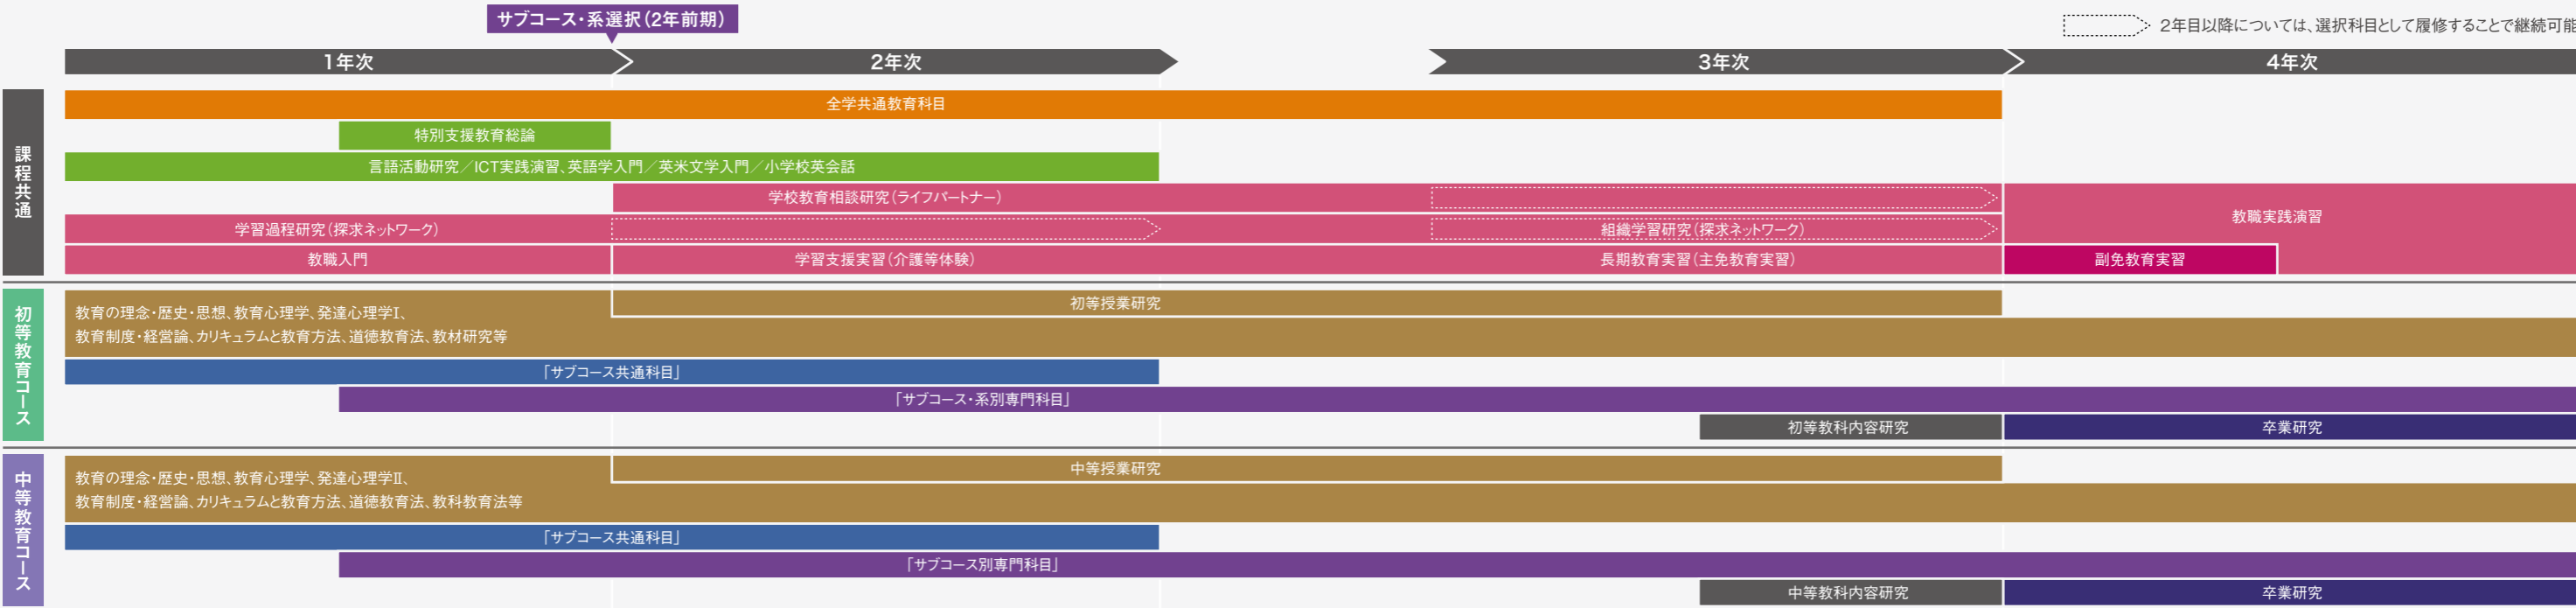 サブコース・系選択（2年前期）
2年目以降については、選択科目として履修することで継続可能
1年次
2年次
3年次
4年次
課程共通
全学共通教育科目
特別支援教育総論
言語活動研究／ICT実践演習、英語学入門／英米文学入門／小学校英会話
学校教育相談研究（ライフパートナー）
教職実践演習
学習過程研究（探求ネットワーク）
組織学習研究（探求ネットワーク）
教職入門
学習支援実習（介護等体験）
長期教育実習（主免教育実習）
副免教育実習
初等教育コース
初等授業研究
教育の理念・歴史・思想、教育心理学、発達心理学Ⅰ、
教育制度・経営論、カリキュラムと教育方法、道徳教育法、教材研究等
「サブコース共通科目」
「サブコース・系別専門科目」
初等教科内容研究
卒業研究
中等教育コース
中等授業研究
教育の理念・歴史・思想、教育心理学、発達心理学Ⅱ、
教育制度・経営論、カリキュラムと教育方法、道徳教育法、教科教育法等
「サブコース共通科目」
「サブコース別専門科目」
中等教科内容研究
卒業研究